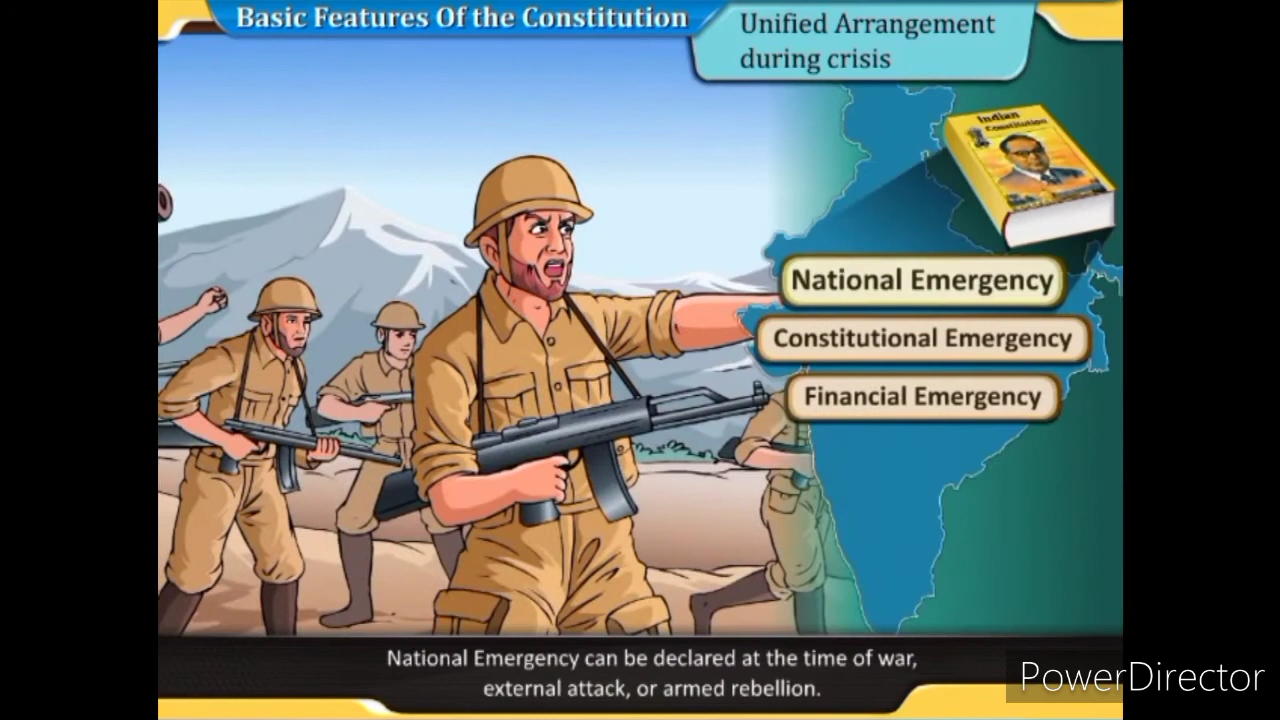 Basic Features Of the Constitution
Unified Arrangement
during crisis
Indian
Constitution
National Emergency
Constitutional Emergency
Financial Emergency
National Emergency can be declared at the time of war,
external attack, or armed rebellion.
PowerDirector